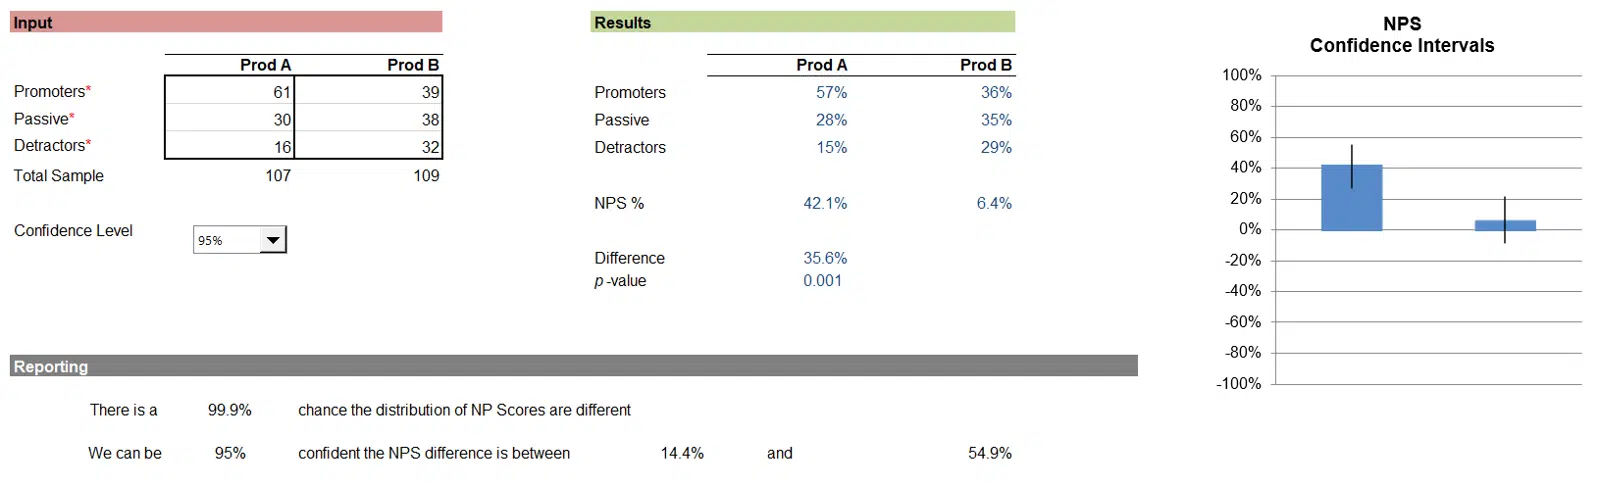 Input
Prod A Prod B
Promoters* 61 39
Passive* 30 38
Detractors* 16 32
Total Sample 107 109
Confidence Level 95%
Results
Prod A Prod B
Promoters 57% 36%
Passive 28% 35%
Detractors 15% 29%
NPS % 42.1% 6.4%
Difference 35.6%
p-value 0.001
NPS
Confidence Intervals
100%
80%
60%
40%
20%
0%
-20%
-40%
-60%
-80%
-100%
Reporting
There is a 99.9% chance the distribution of NP Scores are different
We can be 95% confident the NPS difference is between 14.4% and 54.9%